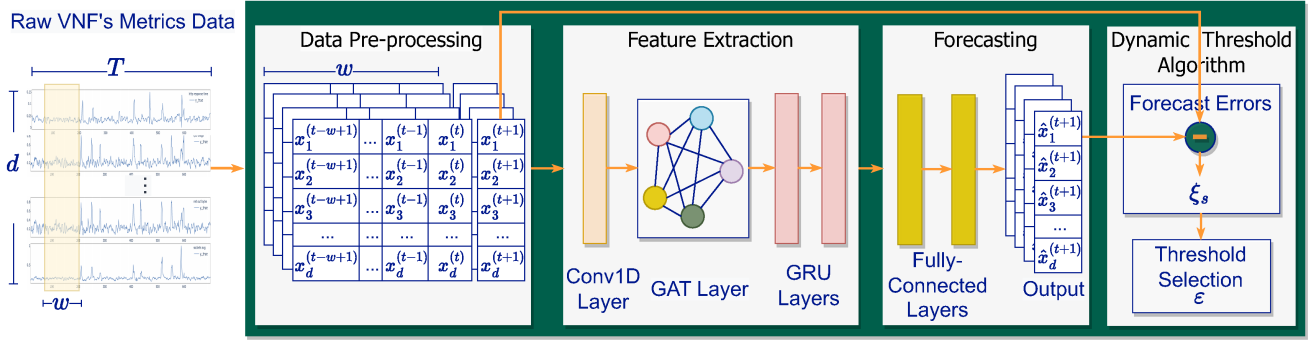 Raw VNF's Metrics Data
T
d
w
Data Pre-processing
w
x_1^{(t-w+1)} ... x_1^{(t-1)} x_1^{(t)} x_1^{(t+1)}
x_2^{(t-w+1)} ... x_2^{(t-1)} x_2^{(t)} x_2^{(t+1)}
x_3^{(t-w+1)} ... x_3^{(t-1)} x_3^{(t)} x_3^{(t+1)}
... ... ... ...
x_d^{(t-w+1)} ... x_d^{(t-1)} x_d^{(t)} x_d^{(t+1)}
Feature Extraction
Conv1D
Layer
GAT Layer
GRU
Layers
Forecasting
Fully-
Connected
Layers
x̂_1^{(t+1)}
x̂_2^{(t+1)}
x̂_3^{(t+1)}
...
x̂_d^{(t+1)}
Output
Dynamic Threshold
Algorithm
Forecast Errors
−
ξ_s
Threshold
Selection
ε